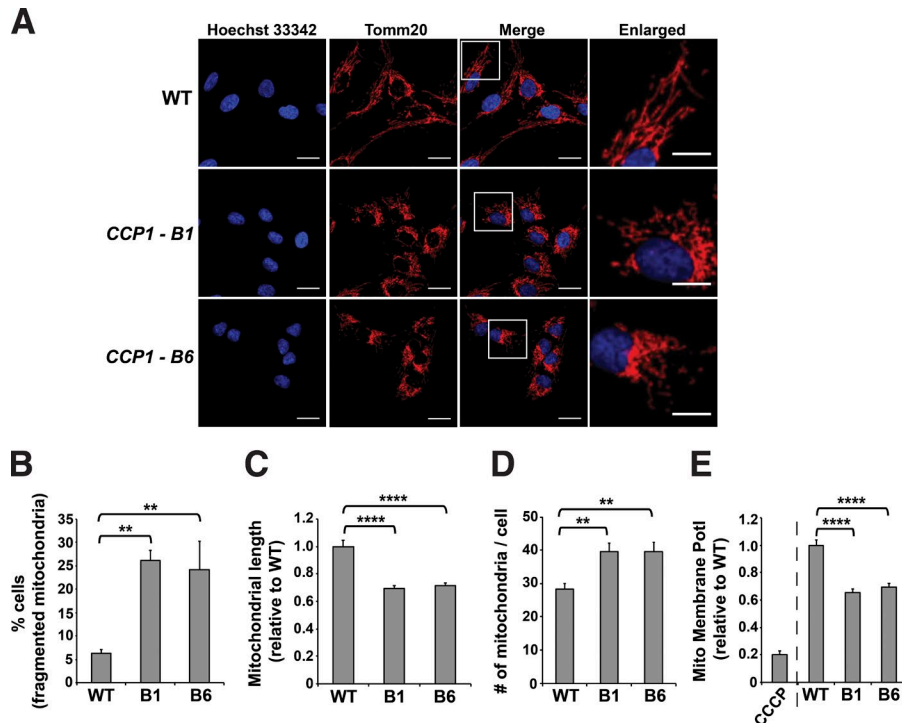 A
Hoechst 33342 Tomm20 Merge Enlarged
WT
CCP1 - B1
CCP1 - B6
B C D E
% cells
(fragmented mitochondria)
35
30
25
20
15
10
5
0
**
**
WT B1 B6
Mitochondrial length
(relative to WT)
1.2
1.0
0.8
0.6
0.4
0.2
0
****
****
WT B1 B6
# of mitochondria / cell
50
40
30
20
10
0
**
**
WT B1 B6
Mito Membrane Potl
(relative to WT)
1.2
1.0
0.8
0.6
0.4
0.2
0
****
****
CCCP WT B1 B6